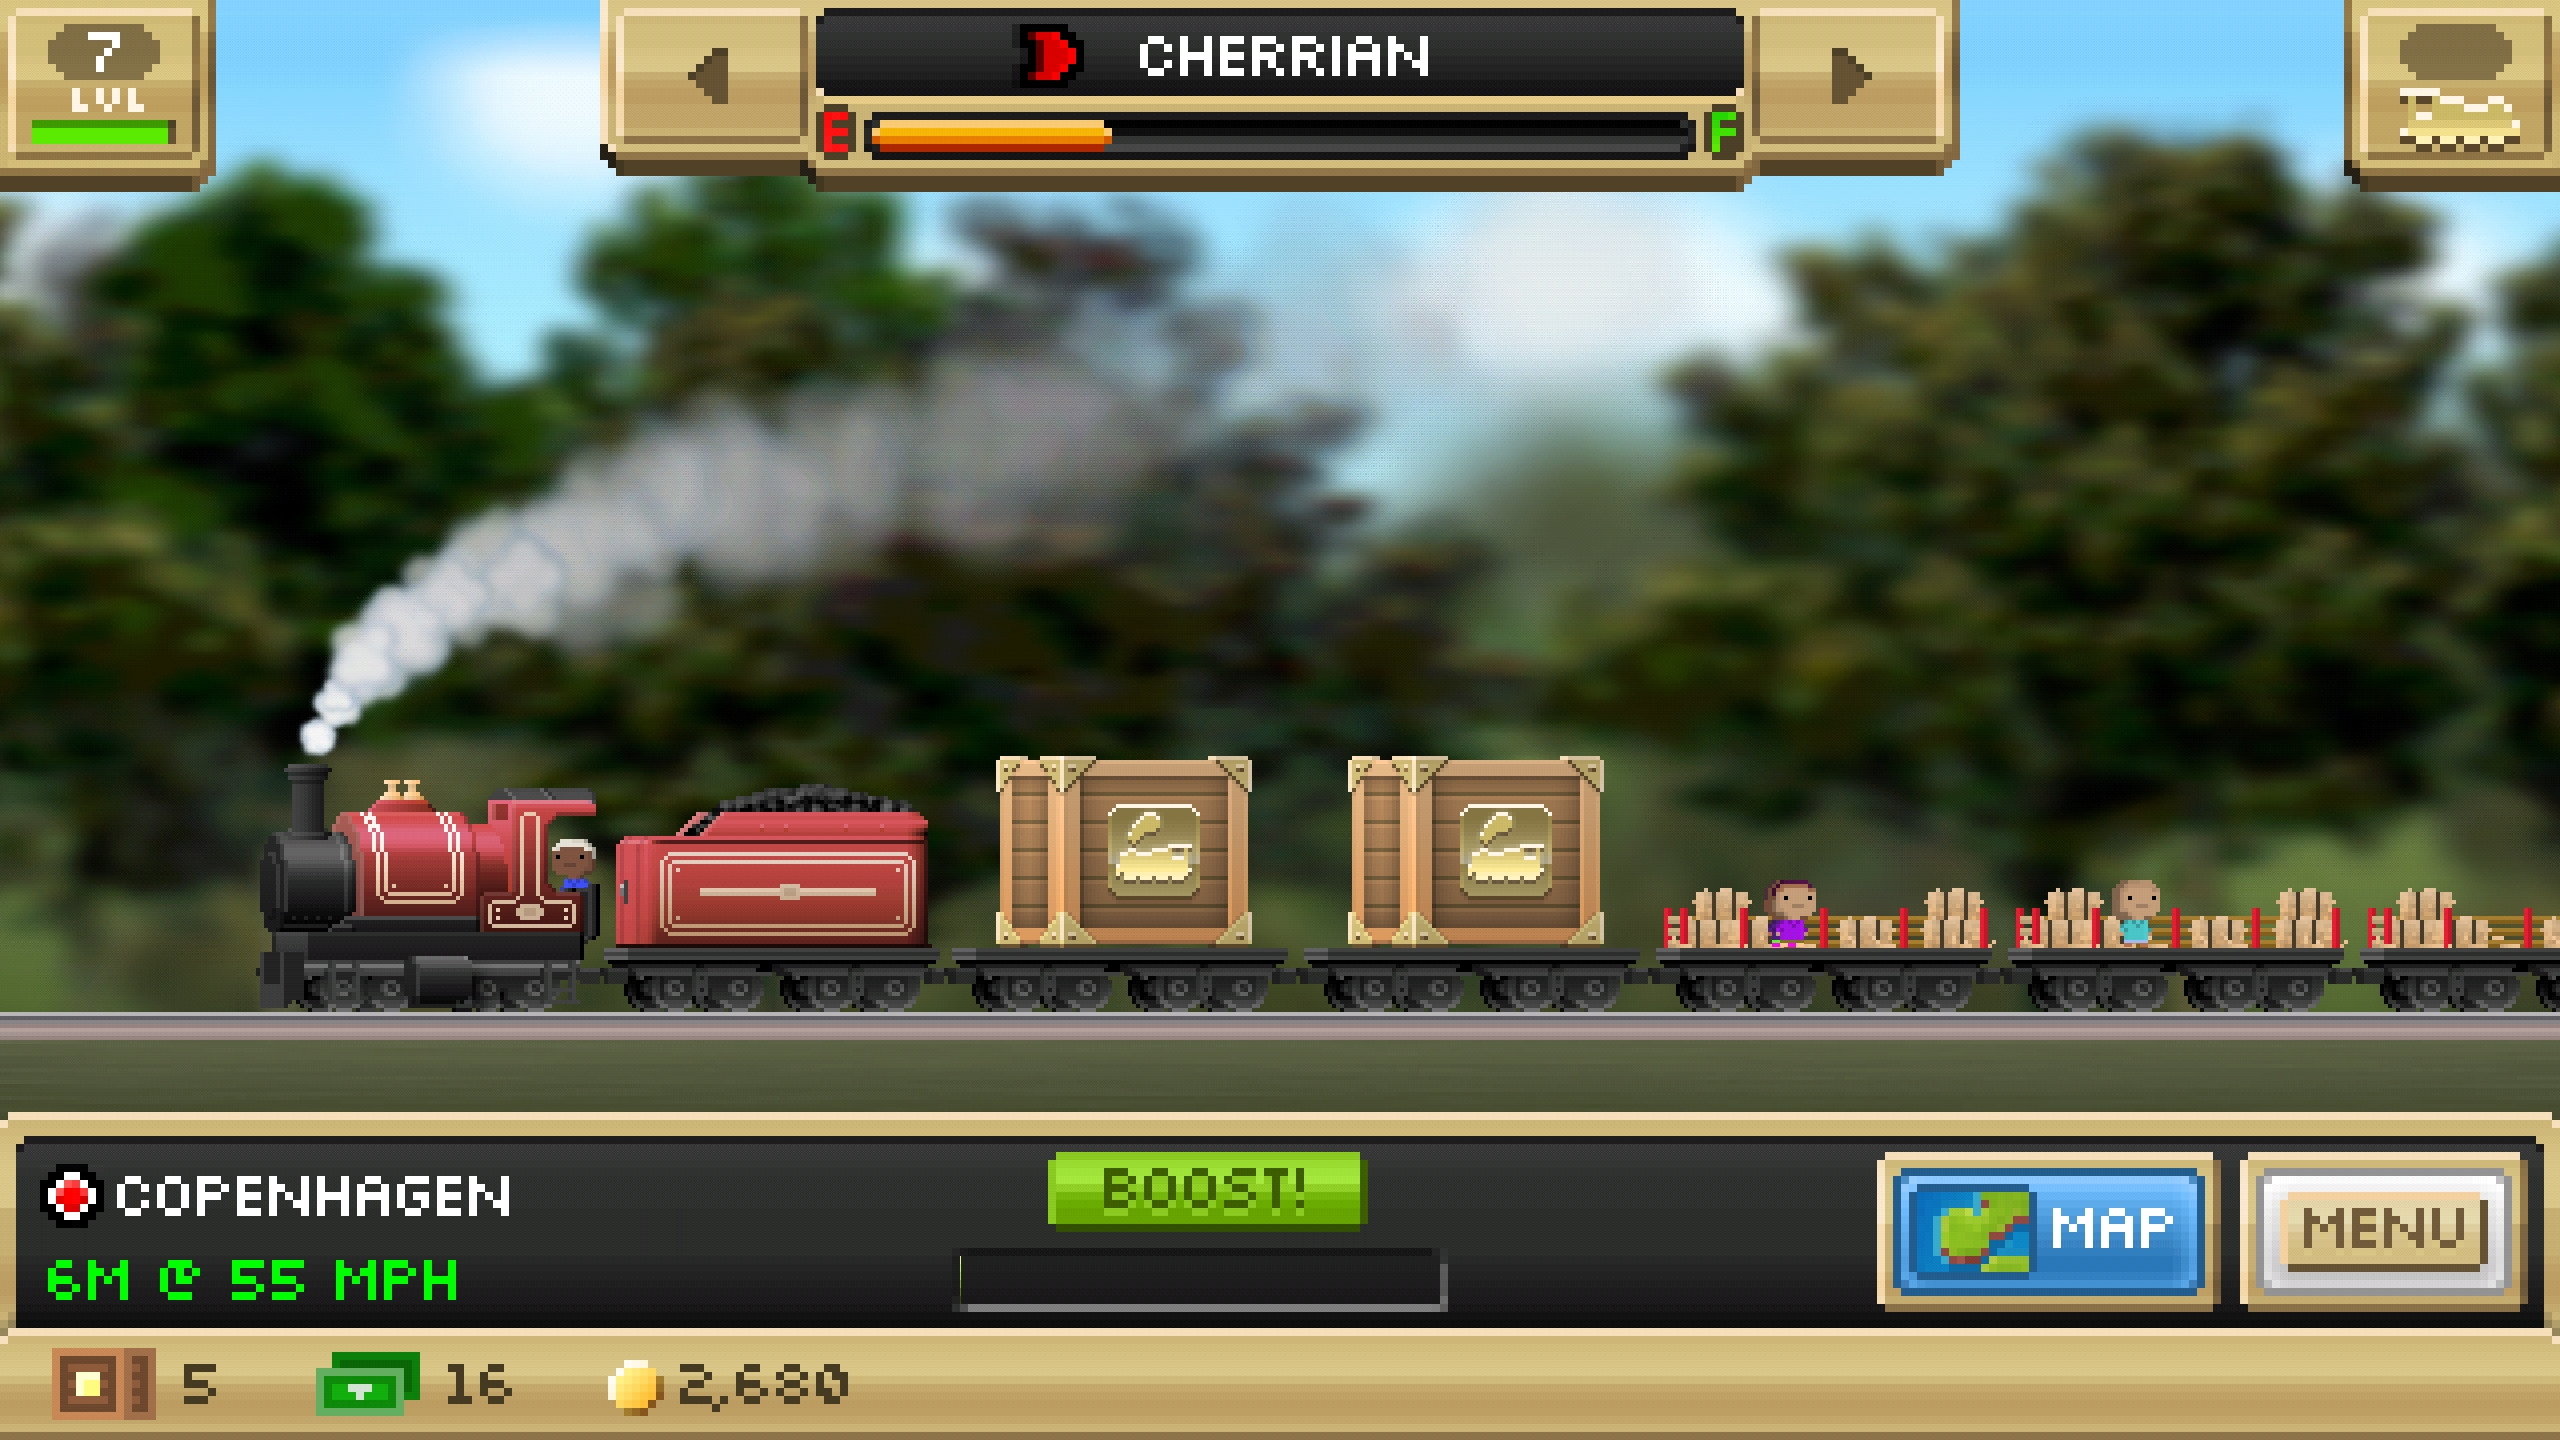 7
LVL
CHERRIAN
E
F
COPENHAGEN
6M @ 55 MPH
BOOST!
MAP
MENU
5
16
2,680